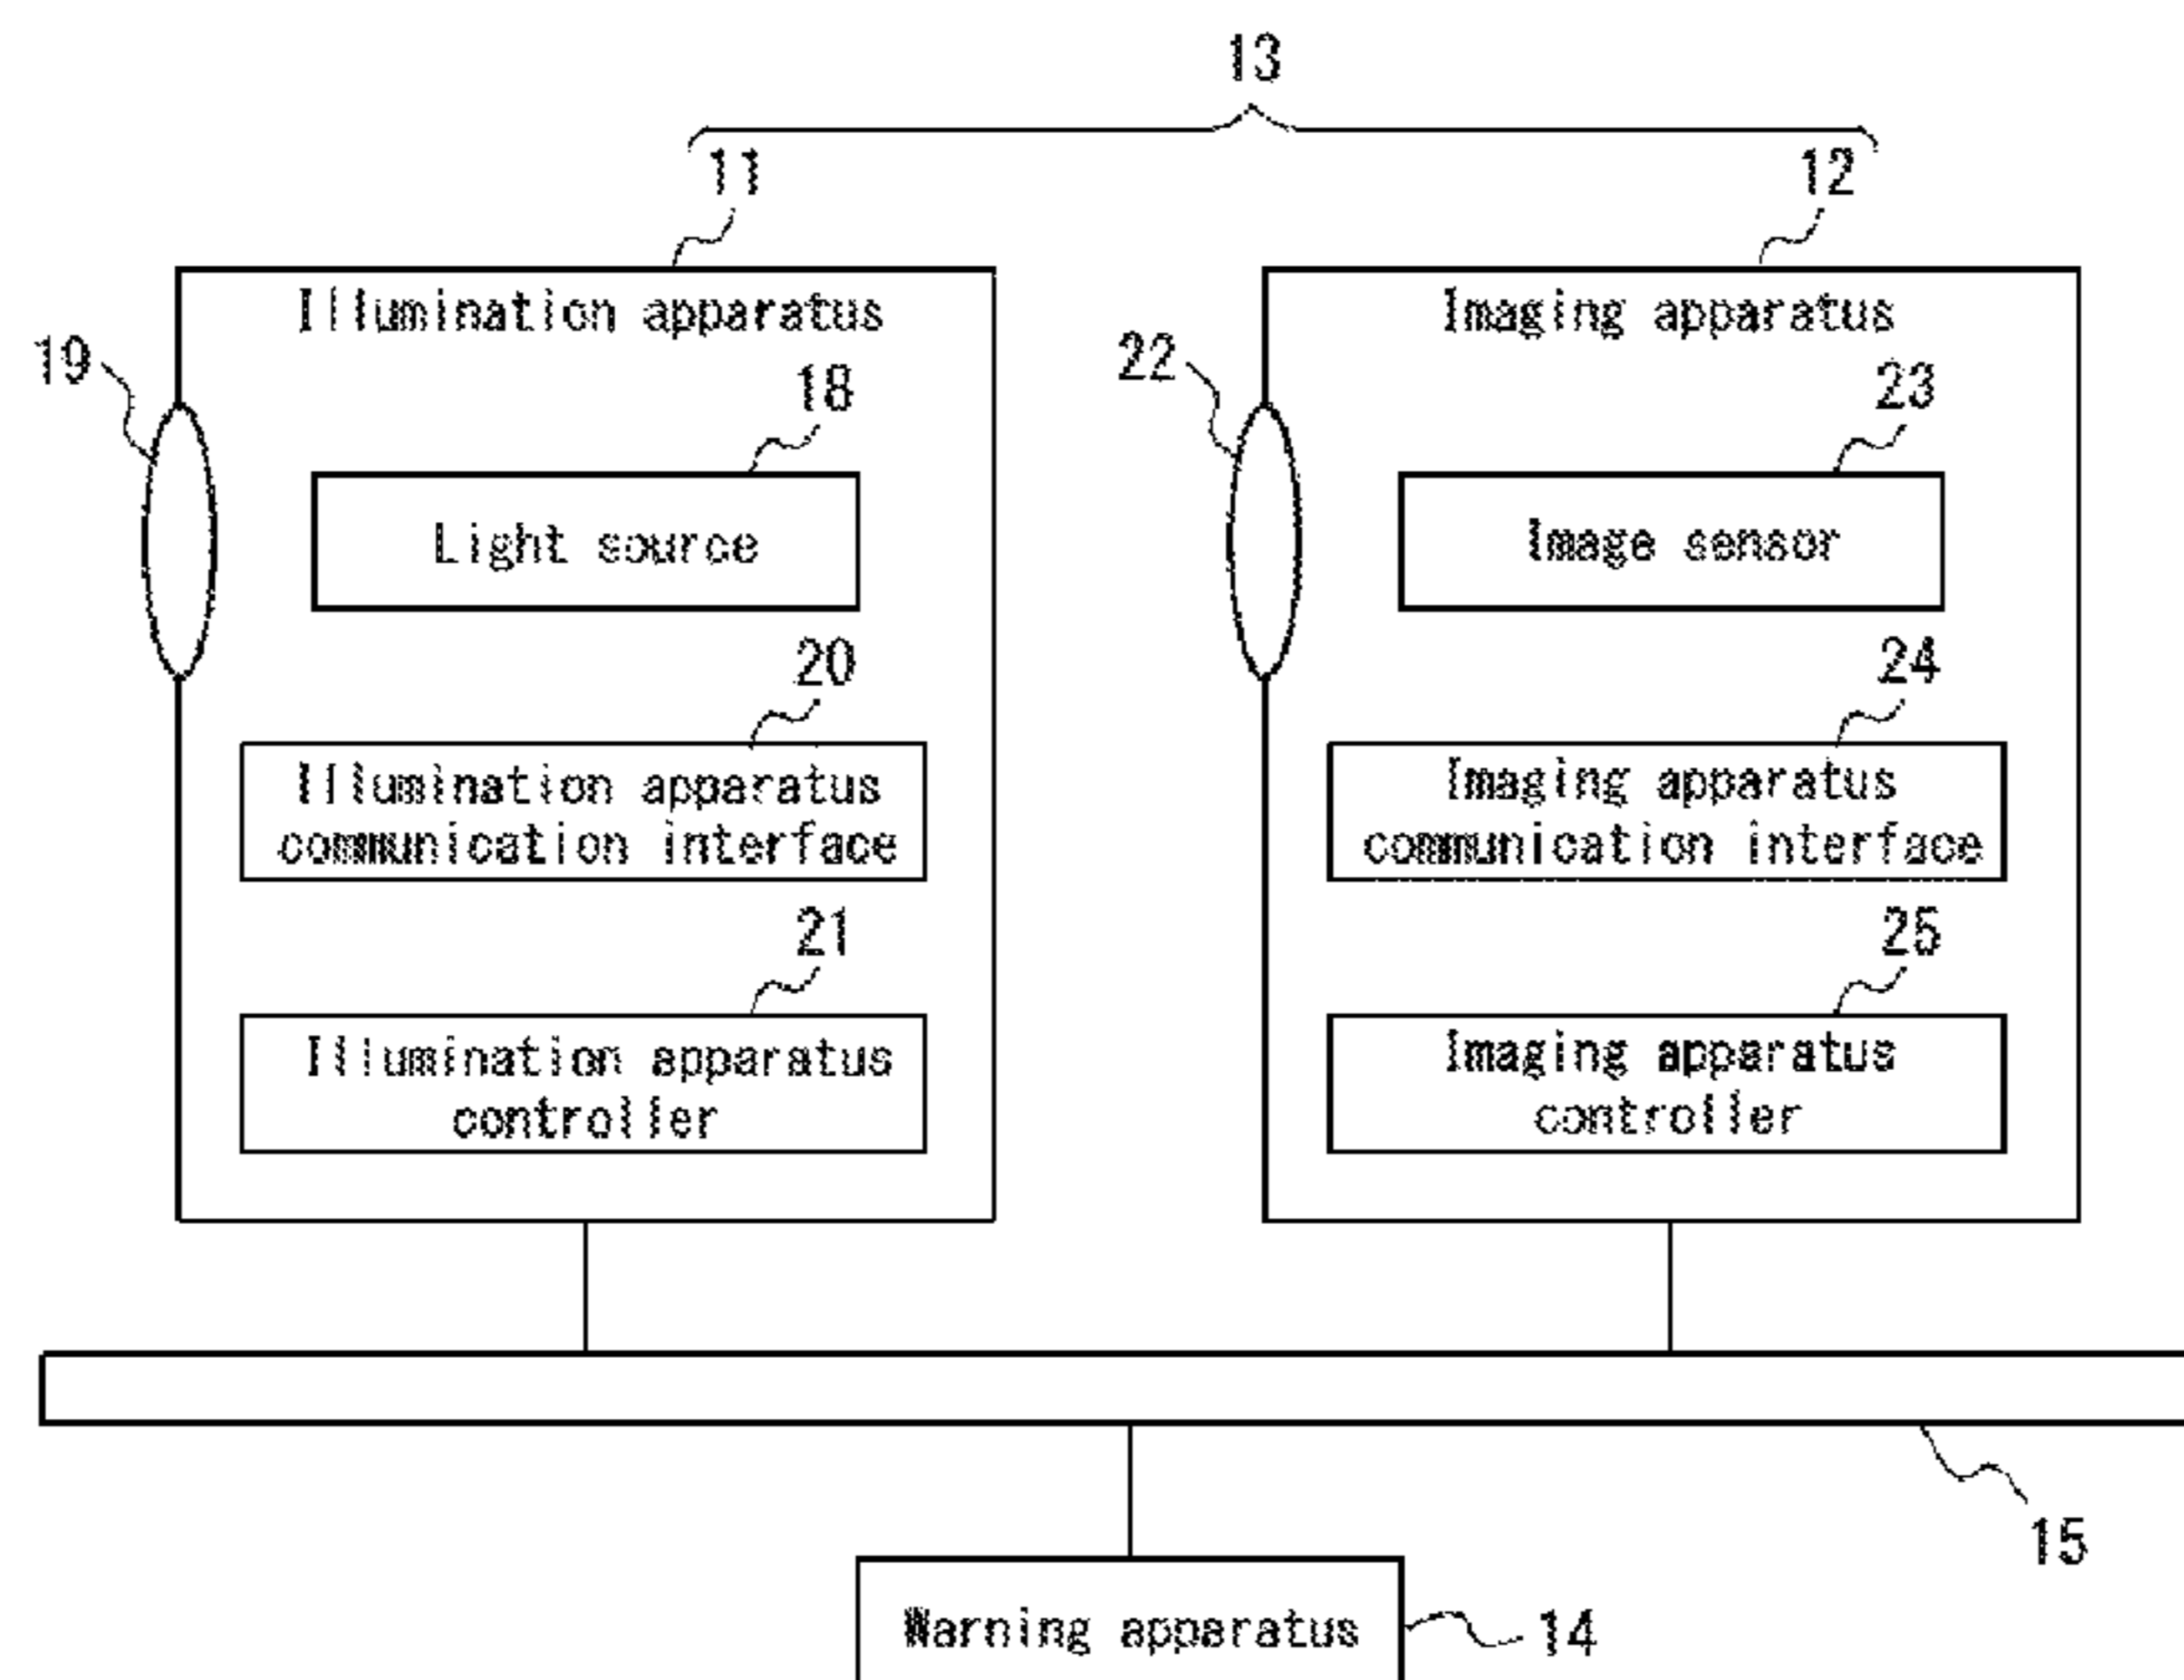 13
11
12
Illumination apparatus
Imaging apparatus
19
18
22
23
Light source
Image sensor
20
24
Illumination apparatus
communication interface
Imaging apparatus
communication interface
21
25
Illumination apparatus
controller
Imaging apparatus
controller
15
Warning apparatus
14